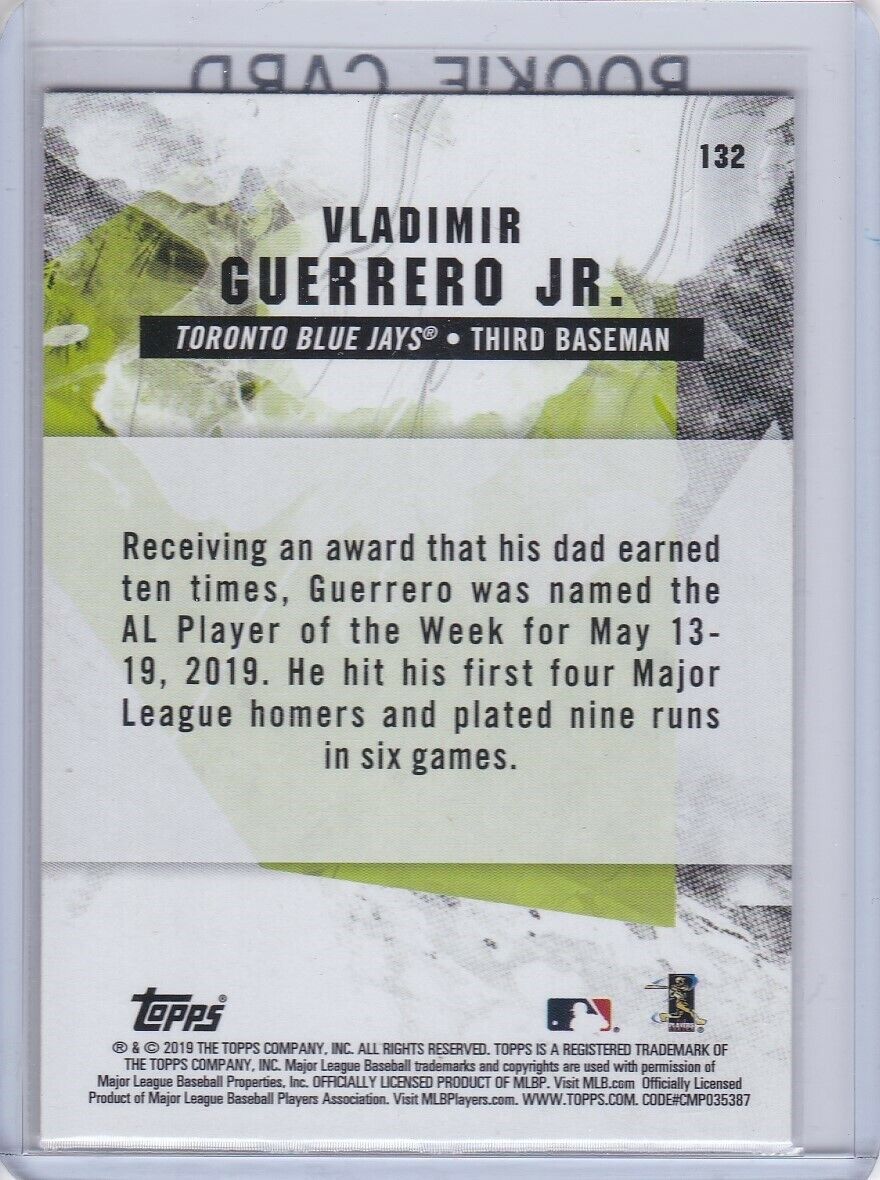 ROOKIE CARD
132
VLADIMIR
GUERRERO JR.
TORONTO BLUE JAYS® • THIRD BASEMAN
Receiving an award that his dad earned
ten times, Guerrero was named the
AL Player of the Week for May 13-
19, 2019. He hit his first four Major
League homers and plated nine runs
in six games.
TOPPS®
PLAYERS
® & © 2019 THE TOPPS COMPANY, INC. ALL RIGHTS RESERVED. TOPPS IS A REGISTERED TRADEMARK OF
THE TOPPS COMPANY, INC. Major League Baseball trademarks and copyrights are used with permission of
Major League Baseball Properties, Inc. OFFICIALLY LICENSED PRODUCT OF MLBP. Visit MLB.com Officially Licensed
Product of Major League Baseball Players Association. Visit MLBPlayers.com. WWW.TOPPS.COM. CODE#CMP035387